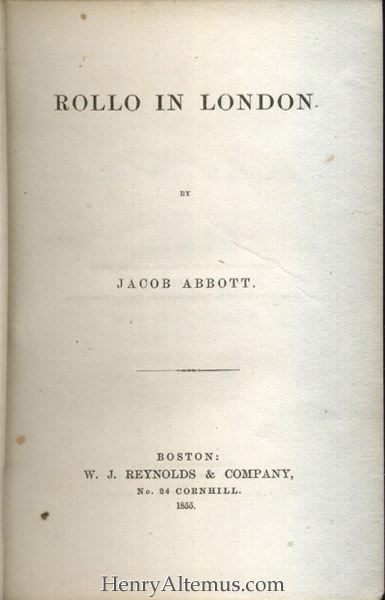 ROLLO IN LONDON.
BY
JACOB ABBOTT.
BOSTON:
W. J. REYNOLDS & COMPANY,
No. 24 CORNHILL.
1855.
HenryAltemus.com